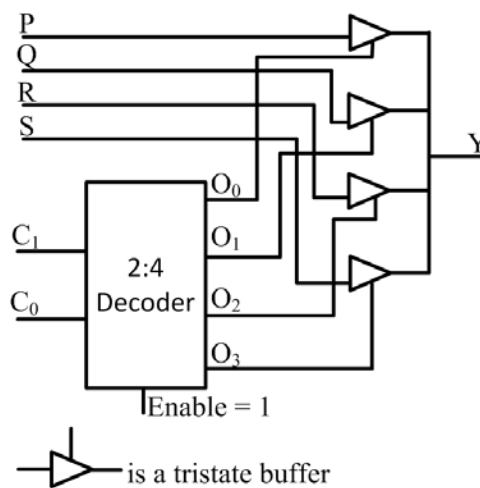 P
Q
R
S
Y
O₀
C₁
O₁
2:4
Decoder
C₀
O₂
O₃
Enable = 1
is a tristate buffer